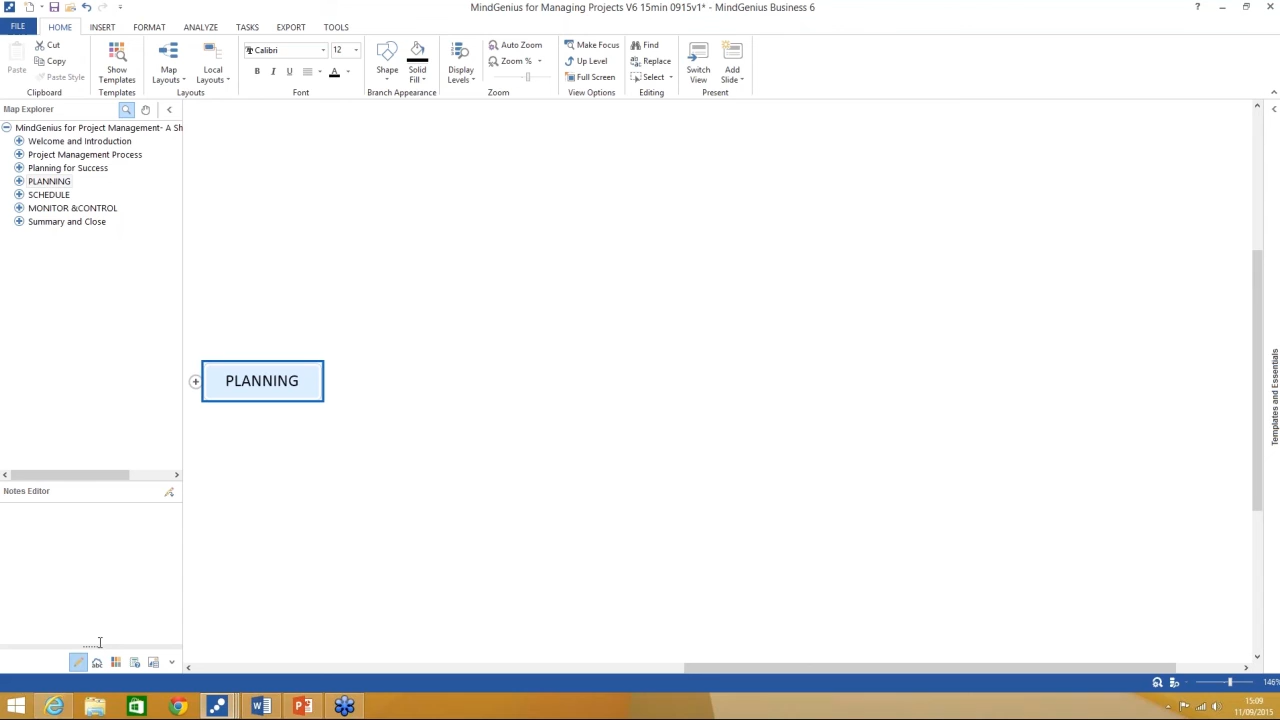 MindGenius for Managing Projects V6 15min 0915v1* - MindGenius Business 6
FILE HOME INSERT FORMAT ANALYZE TASKS EXPORT TOOLS
Paste
Cut
Copy
Paste Style
Clipboard
Show Templates
Templates
Map Layouts
Local Layouts
Layouts
Calibri 12
B I U A
Font
Shape
Solid Fill
Branch Appearance
Display Levels
Auto Zoom
Zoom %
Zoom
Make Focus
Up Level
Full Screen
View Options
Find
Replace
Select
Editing
Switch View
Add Slide
Present
Map Explorer
MindGenius for Project Management- A Sh
Welcome and Introduction
Project Management Process
Planning for Success
PLANNING
SCHEDULE
MONITOR &CONTROL
Summary and Close
PLANNING
Templates and Essentials
Notes Editor
146%
15:09
11/09/2015